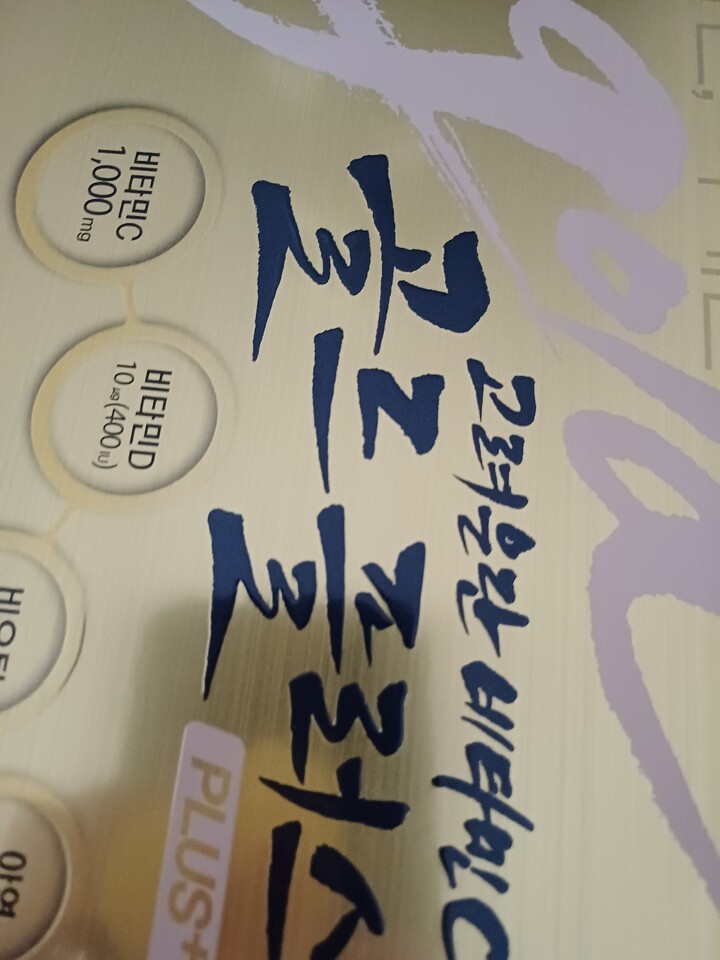 gold
고려은단 비타민C
골드플러스
PLUS+
비타민C
1,000mg
비타민D
10㎍(400IU)